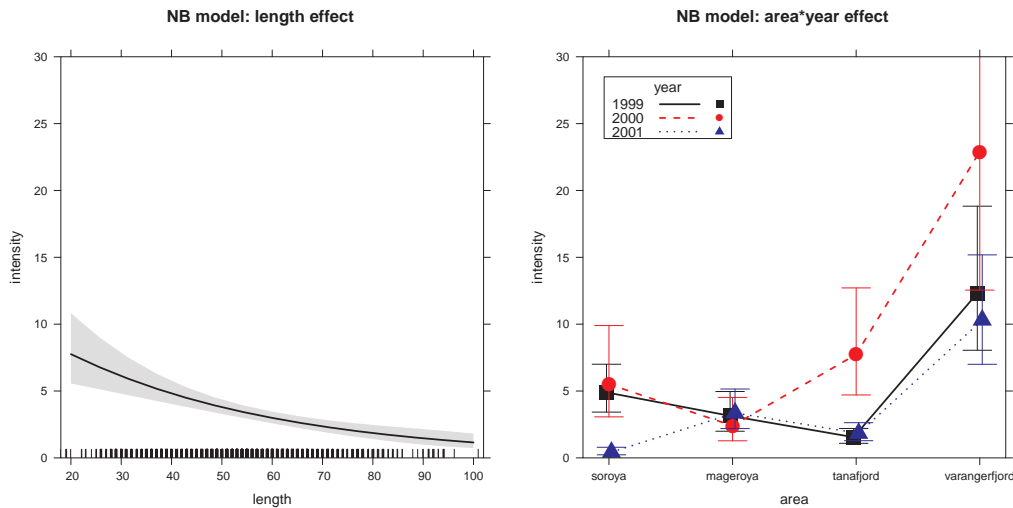 NB model: length effect
30
25
20
15
10
5
0
intensity
20 30 40 50 60 70 80 90 100
length
NB model: area*year effect
30
25
20
15
10
5
0
intensity
year
1999
2000
2001
soroya mageroya tanafjord varangerfjord
area